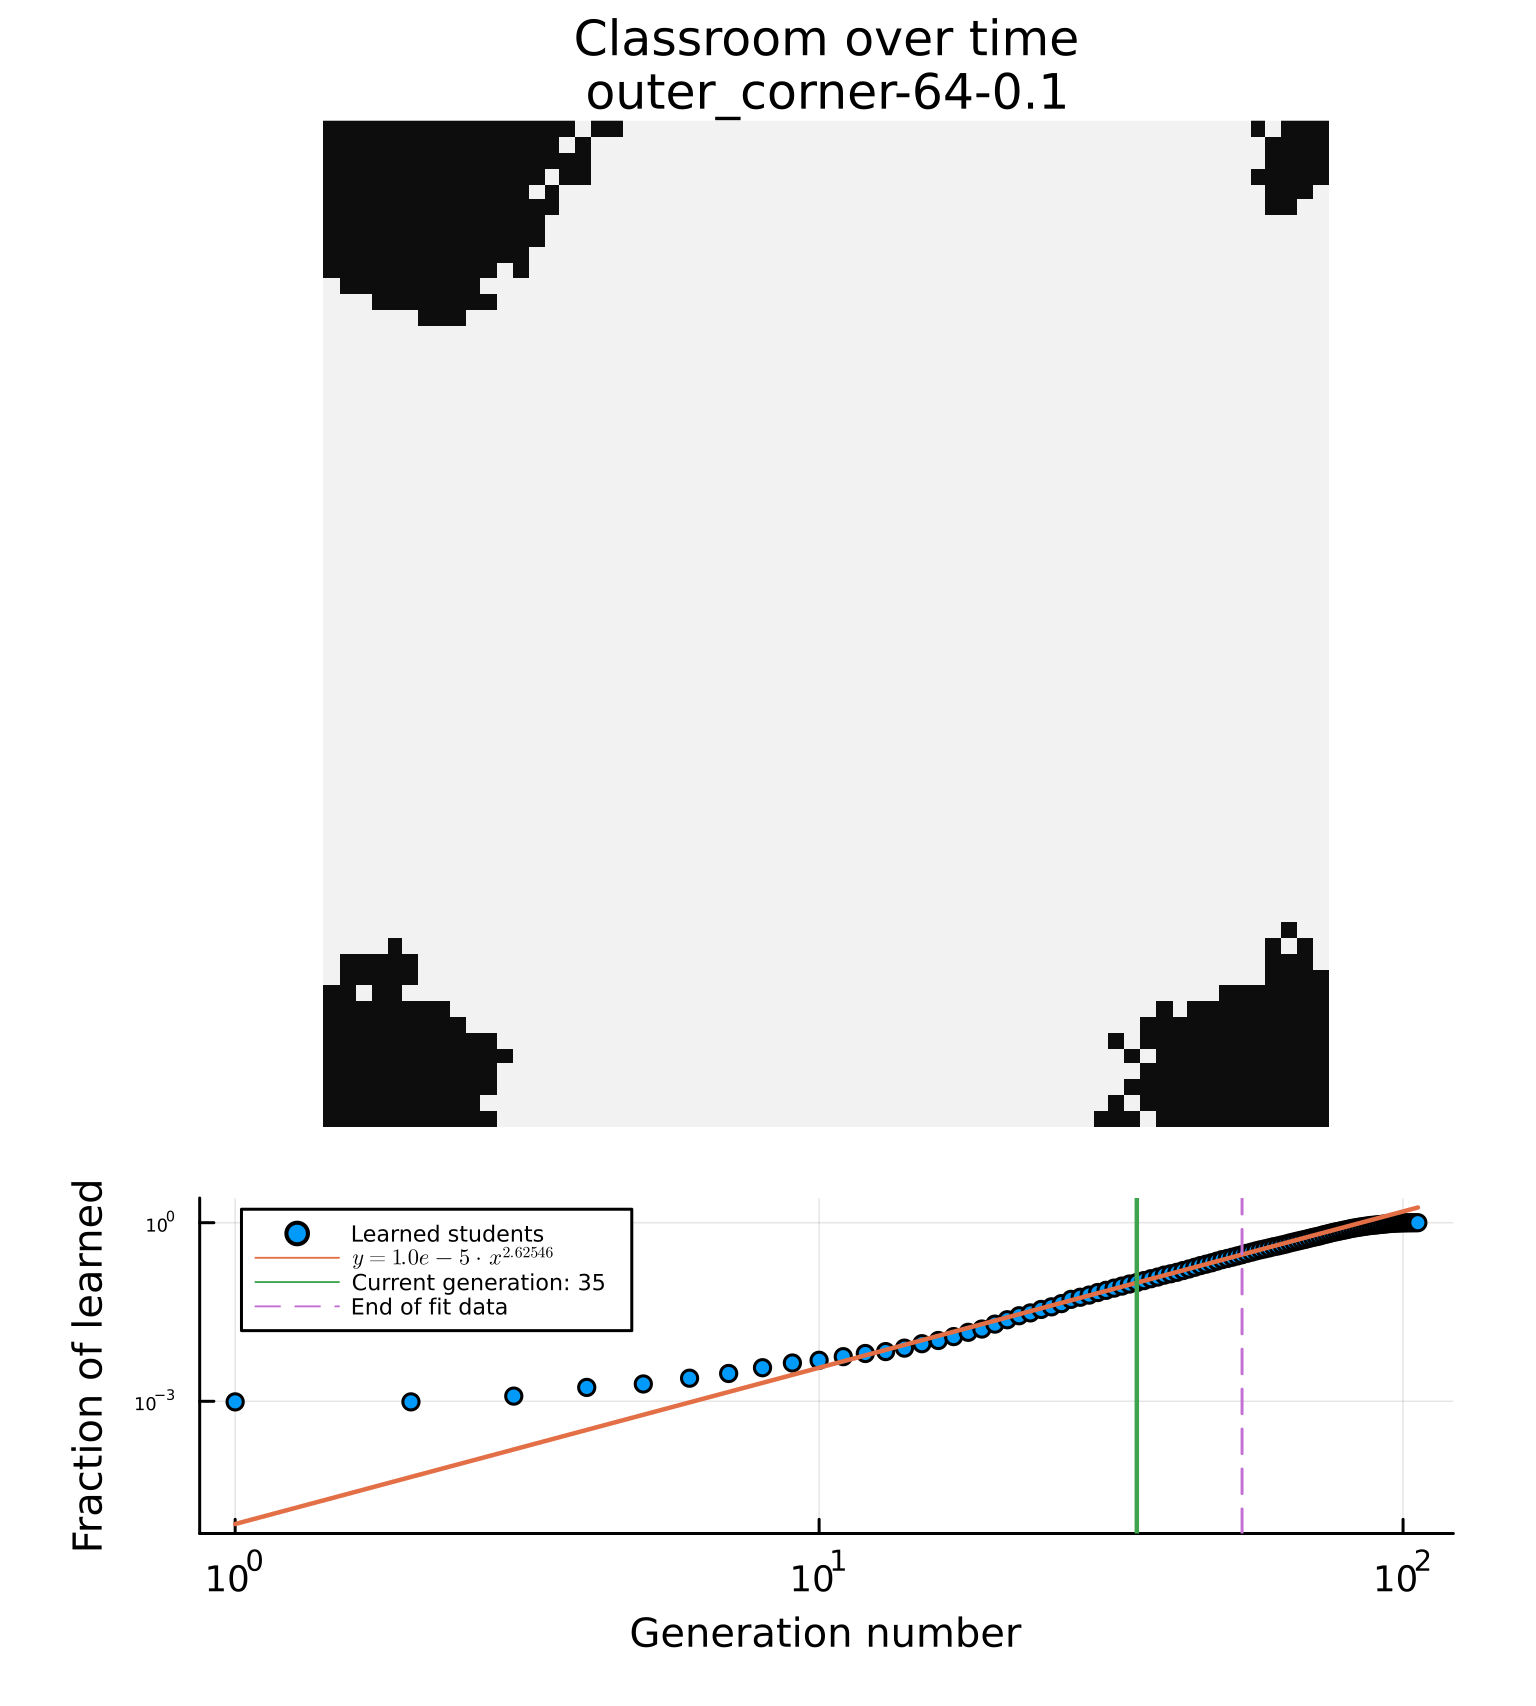 Classroom over time
outer_corner-64-0.1
Fraction of learned
10^0
10^-3
Learned students
y = 1.0e − 5 · x^2.62546
Current generation: 35
End of fit data
10^0 10^1 10^2
Generation number